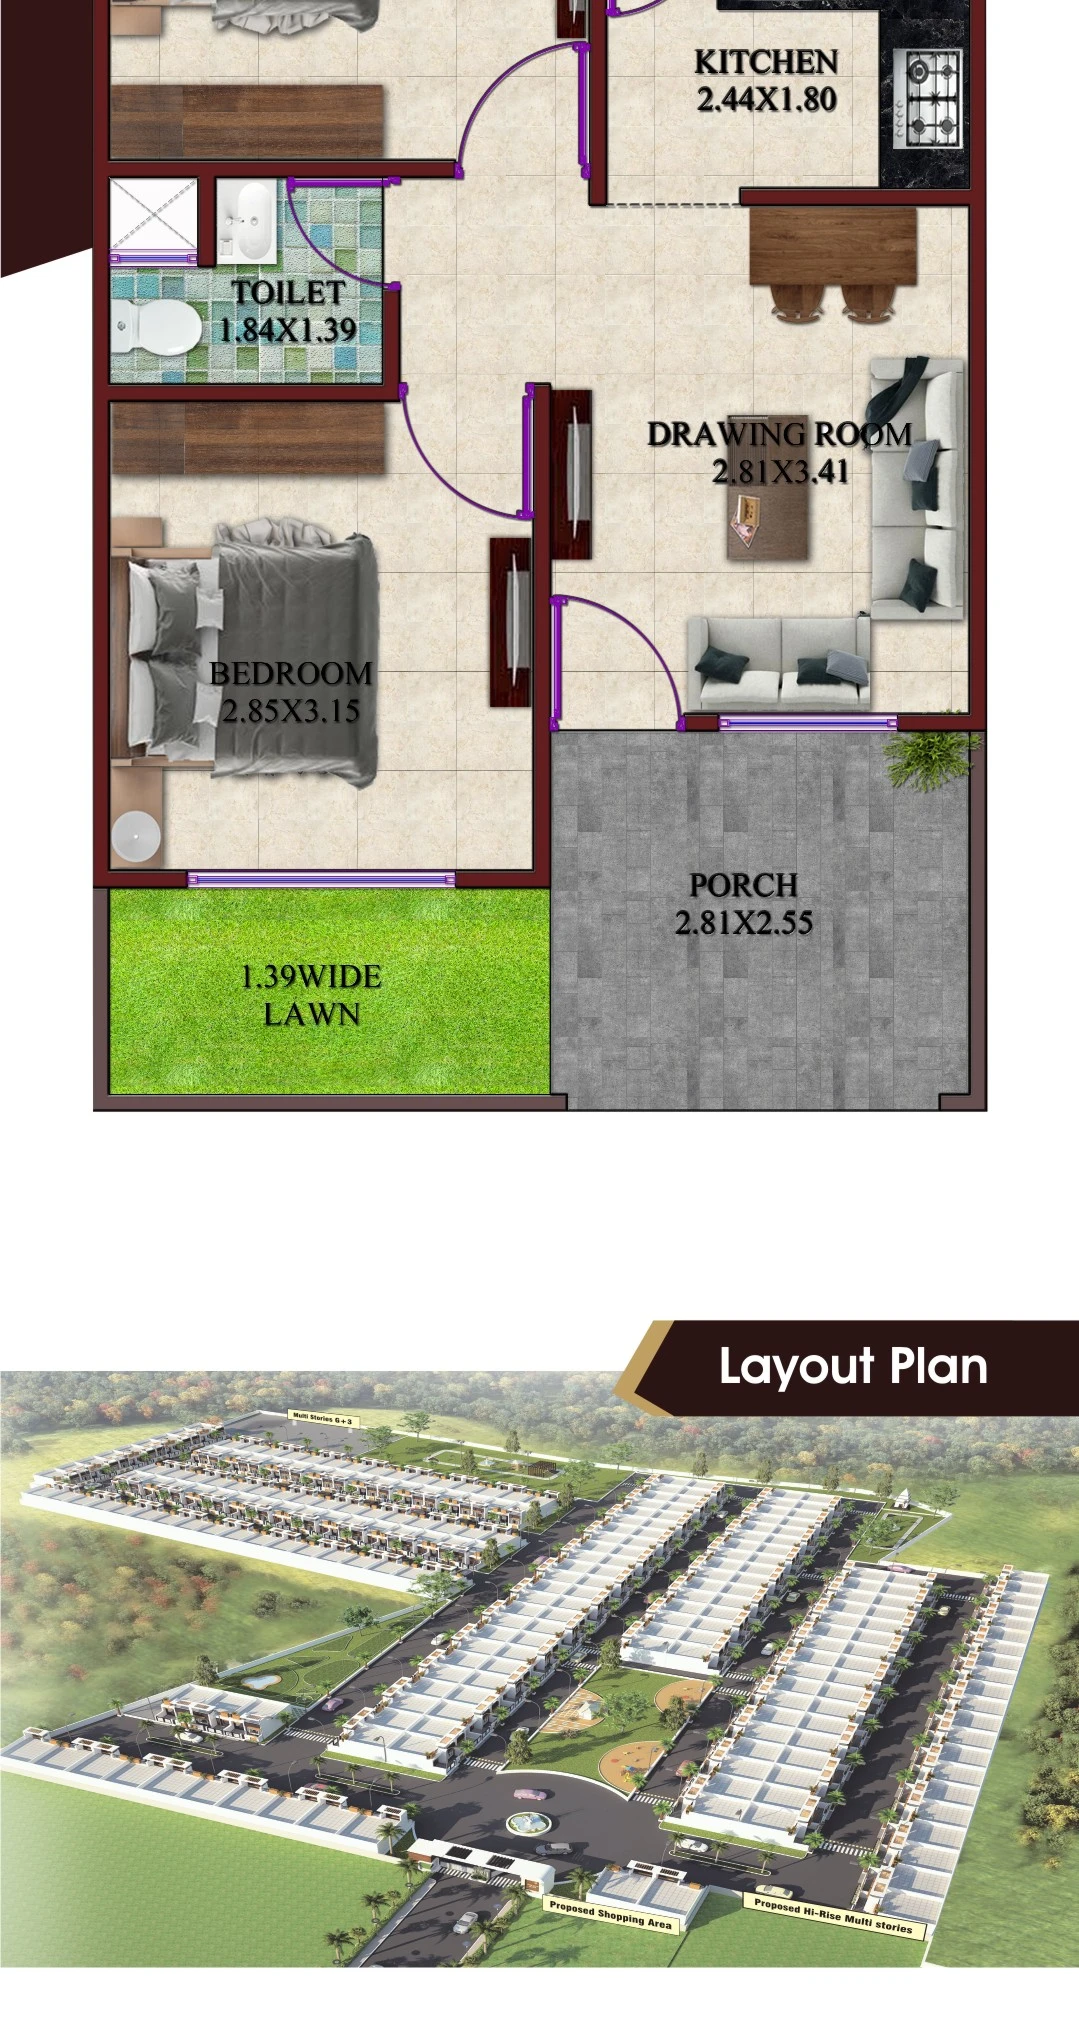 KITCHEN
2.44X1.80
TOILET
1.84X1.39
DRAWING ROOM
2.81X3.41
BEDROOM
2.85X3.15
PORCH
2.81X2.55
1.39WIDE
LAWN
Layout Plan
Multi Stories G+3
Proposed Shopping Area
Proposed Hi-Rise Multi stories